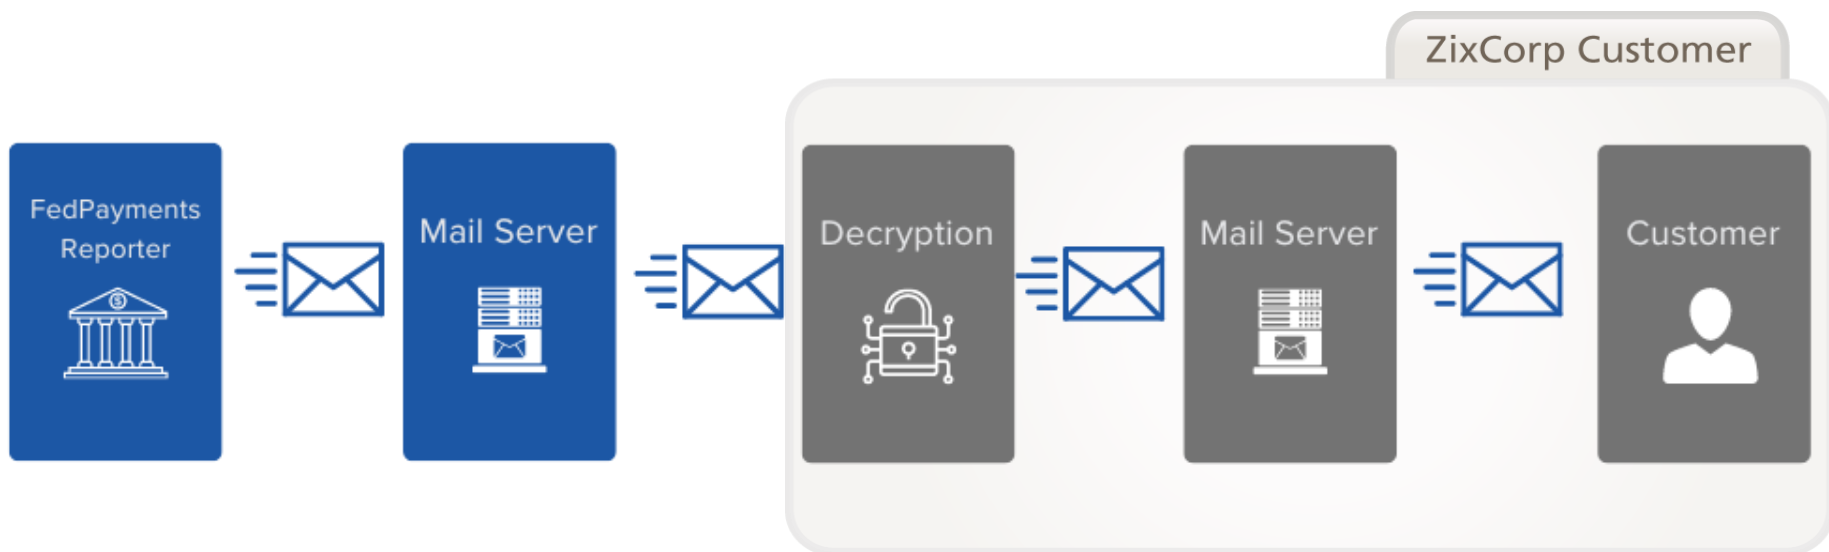 ZixCorp Customer
FedPayments
Reporter
Mail Server
Decryption
Mail Server
Customer
$